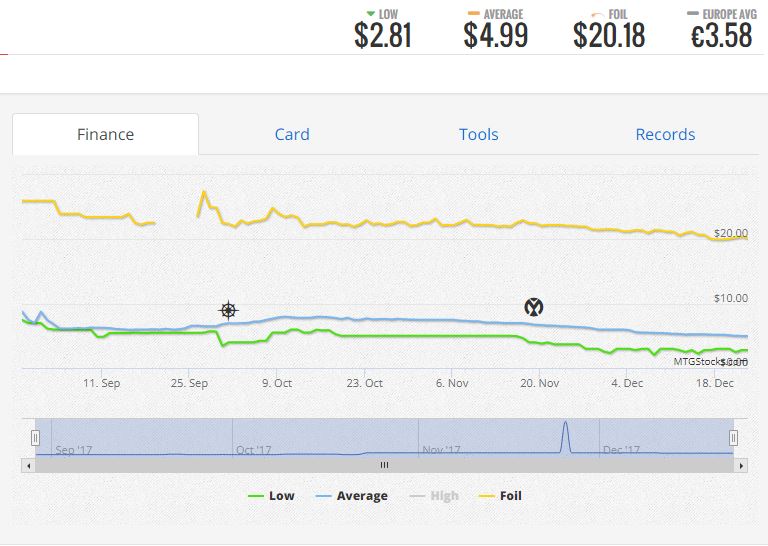 LOW AVERAGE FOIL EUROPE AVG
$2.81 $4.99 $20.18 €3.58
Finance Card Tools Records
$20.00
$10.00
MTGStocks.com $0.00
11. Sep 25. Sep 9. Oct 23. Oct 6. Nov 20. Nov 4. Dec 18. Dec
Sep '17 Oct '17 Nov '17 Dec '17
Low Average High Foil